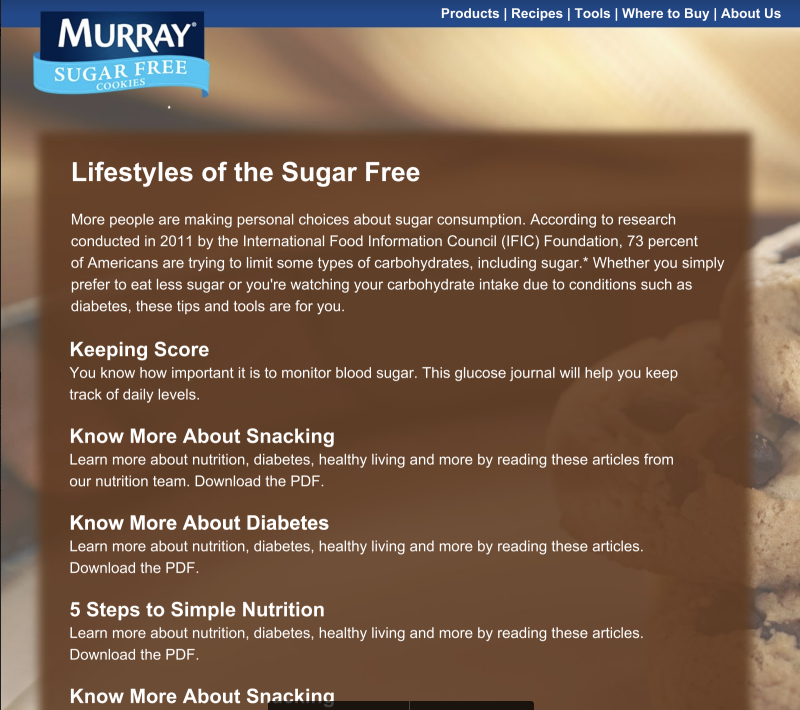 Products | Recipes | Tools | Where to Buy | About Us
MURRAY®
SUGAR FREE
COOKIES
Lifestyles of the Sugar Free
More people are making personal choices about sugar consumption. According to research
conducted in 2011 by the International Food Information Council (IFIC) Foundation, 73 percent
of Americans are trying to limit some types of carbohydrates, including sugar.* Whether you simply
prefer to eat less sugar or you're watching your carbohydrate intake due to conditions such as
diabetes, these tips and tools are for you.
Keeping Score
You know how important it is to monitor blood sugar. This glucose journal will help you keep
track of daily levels.
Know More About Snacking
Learn more about nutrition, diabetes, healthy living and more by reading these articles from
our nutrition team. Download the PDF.
Know More About Diabetes
Learn more about nutrition, diabetes, healthy living and more by reading these articles.
Download the PDF.
5 Steps to Simple Nutrition
Learn more about nutrition, diabetes, healthy living and more by reading these articles.
Download the PDF.
Know More About Snacking